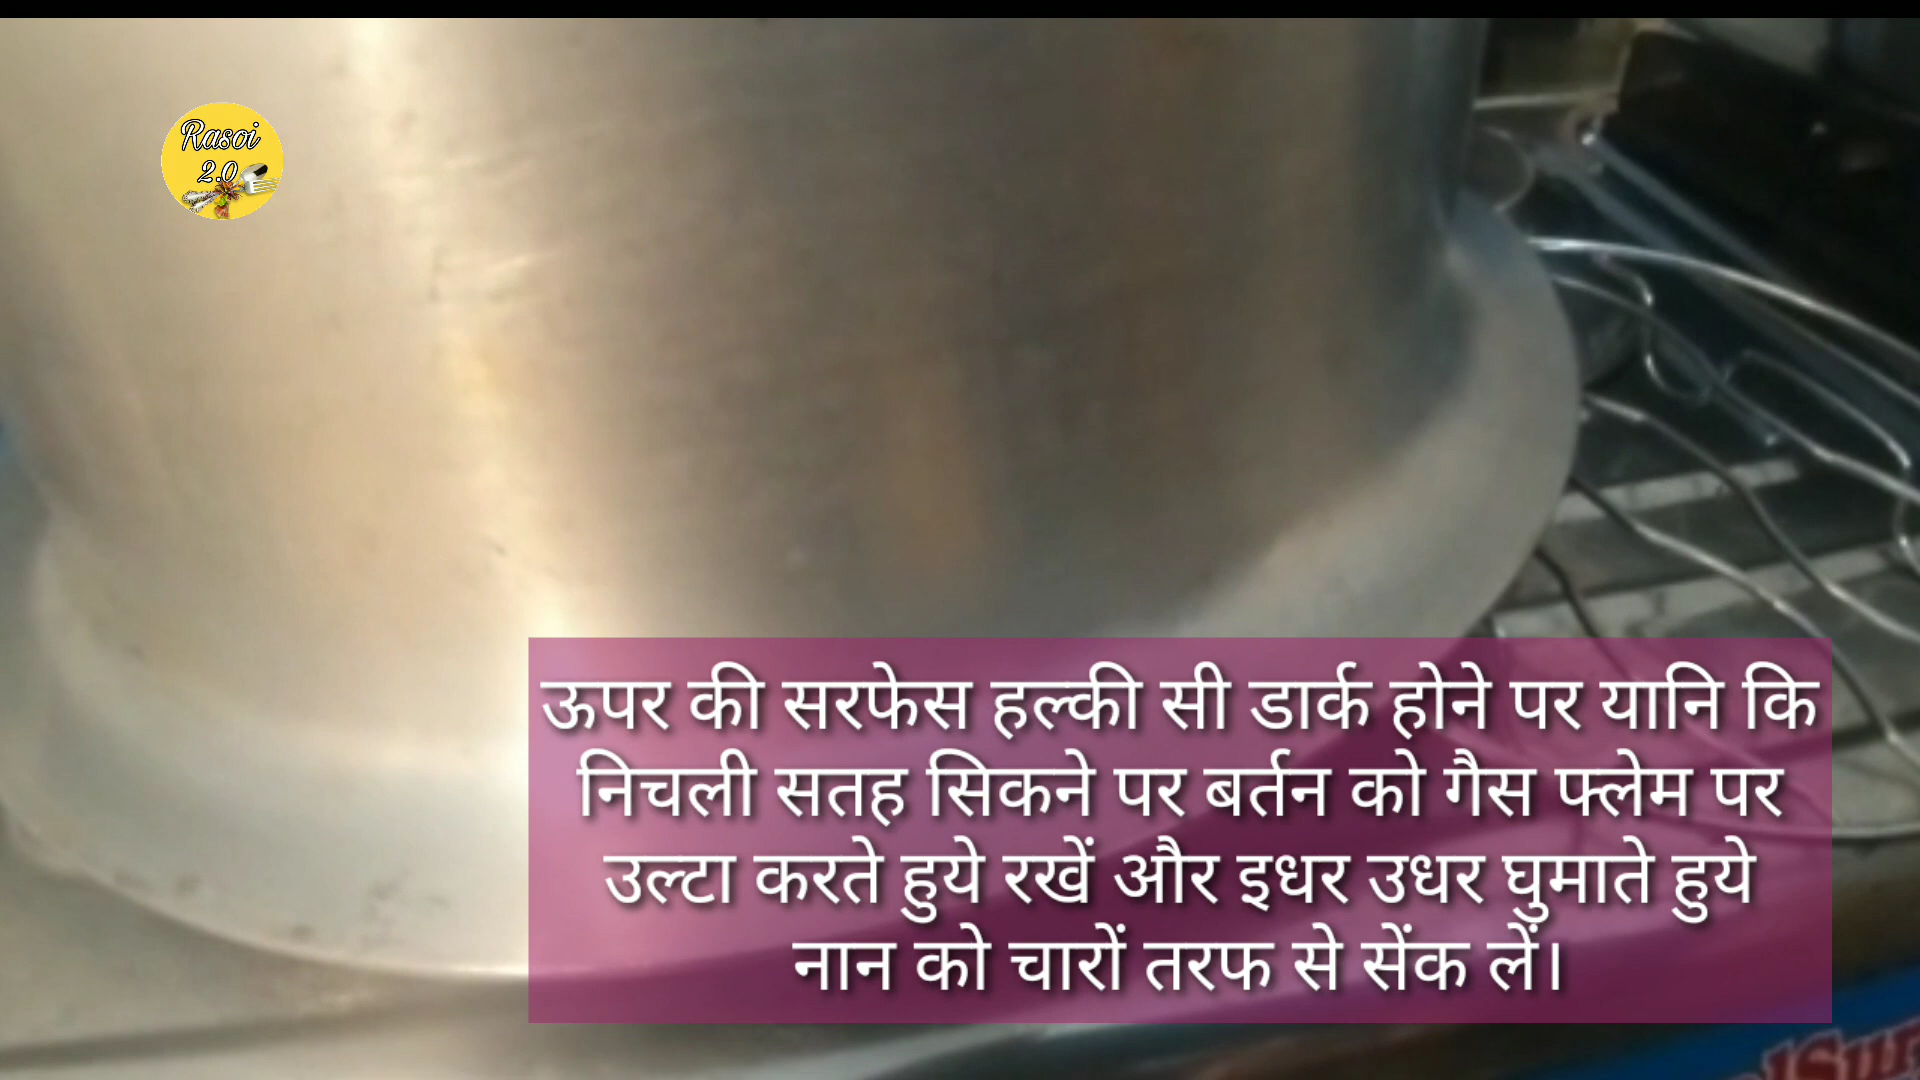 Rasoi
2.0
ऊपर की सरफेस हल्की सी डार्क होने पर यानि कि
निचली सतह सिकने पर बर्तन को गैस फ्लेम पर
उल्टा करते हुये रखें और इधर उधर घुमाते हुये
नान को चारों तरफ से सेंक लें।